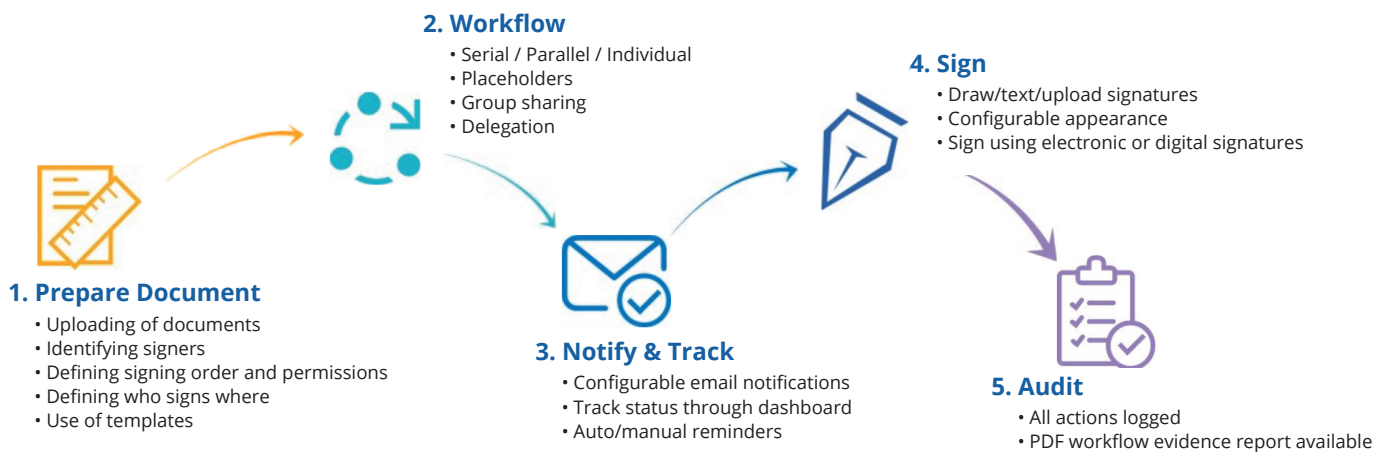 1. Prepare Document
• Uploading of documents
• Identifying signers
• Defining signing order and permissions
• Defining who signs where
• Use of templates
2. Workflow
• Serial / Parallel / Individual
• Placeholders
• Group sharing
• Delegation
3. Notify & Track
• Configurable email notifications
• Track status through dashboard
• Auto/manual reminders
4. Sign
• Draw/text/upload signatures
• Configurable appearance
• Sign using electronic or digital signatures
5. Audit
• All actions logged
• PDF workflow evidence report available